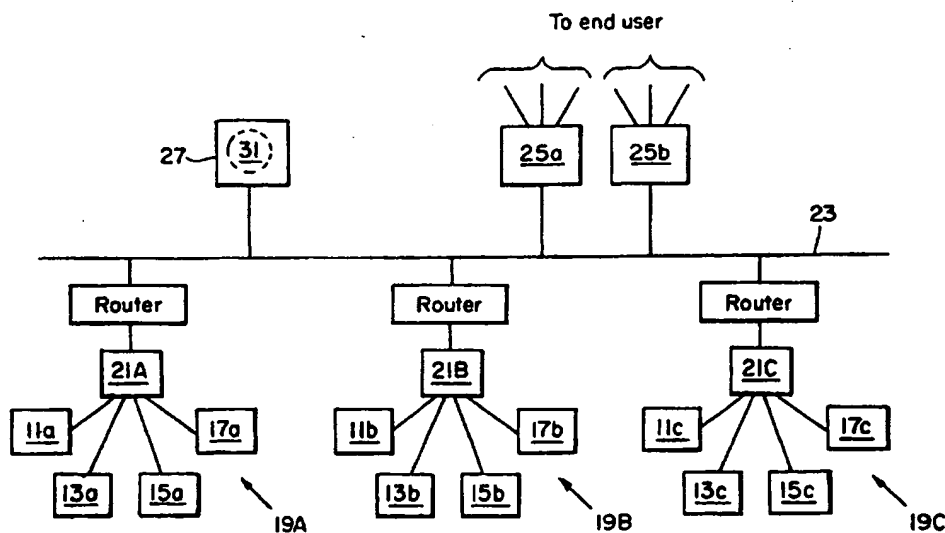 To end user
27
31
25a
25b
23
Router
Router
Router
21A
21B
21C
11a
17a
11b
17b
11c
17c
13a
15a
13b
15b
13c
15c
19A
19B
19C